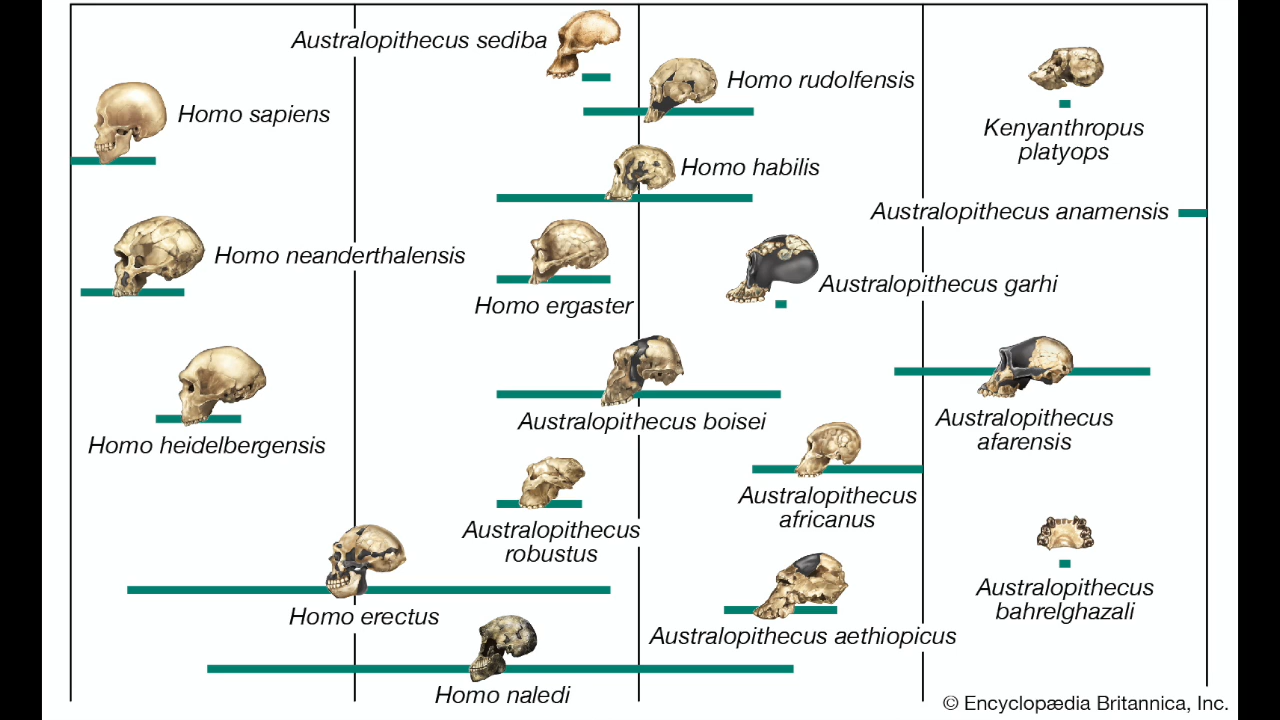 Australopithecus sediba
Homo rudolfensis
Homo sapiens
Kenyanthropus
platyops
Homo habilis
Australopithecus anamensis
Homo neanderthalensis
Australopithecus garhi
Homo ergaster
Australopithecus boisei
Australopithecus
afarensis
Homo heidelbergensis
Australopithecus
africanus
Australopithecus
robustus
Australopithecus
bahrelghazali
Homo erectus
Australopithecus aethiopicus
Homo naledi
© Encyclopædia Britannica, Inc.